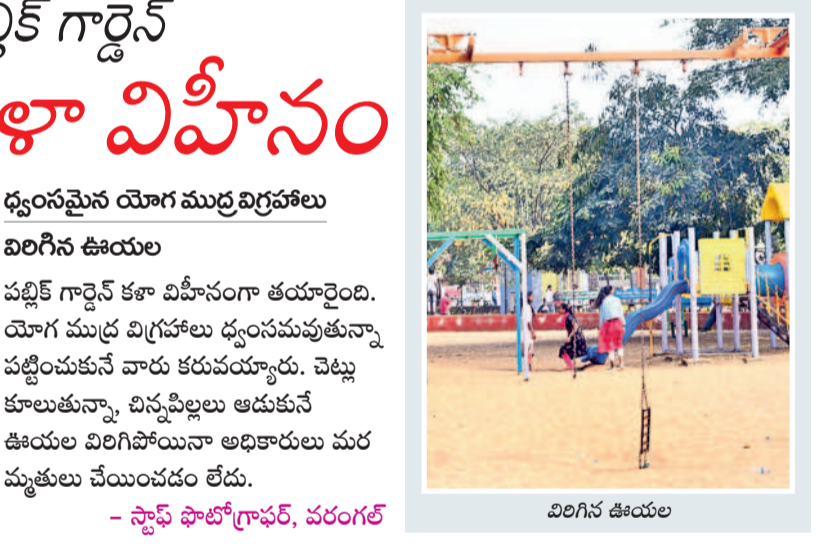 గార్డెన్
విహీనం
ధ్వంసమైన యోగ ముద్ర విగ్రహాలు
విరిగిన ఊయల
పబ్లిక్ గార్డెన్ కళా విహీనంగా తయారైంది.
యోగ ముద్ర విగ్రహాలు ధ్వంసమవుతున్నా
పట్టించుకునే వారు కరువయ్యారు. చెట్లు
కూలుతున్నా, చిన్నపిల్లలు ఆడుకునే
ఊయల విరిగిపోయినా అధికారులు మర
మ్మతులు చేయించడం లేదు.
– స్టాఫ్ ఫొటోగ్రాఫర్, వరంగల్
విరిగిన ఊయల